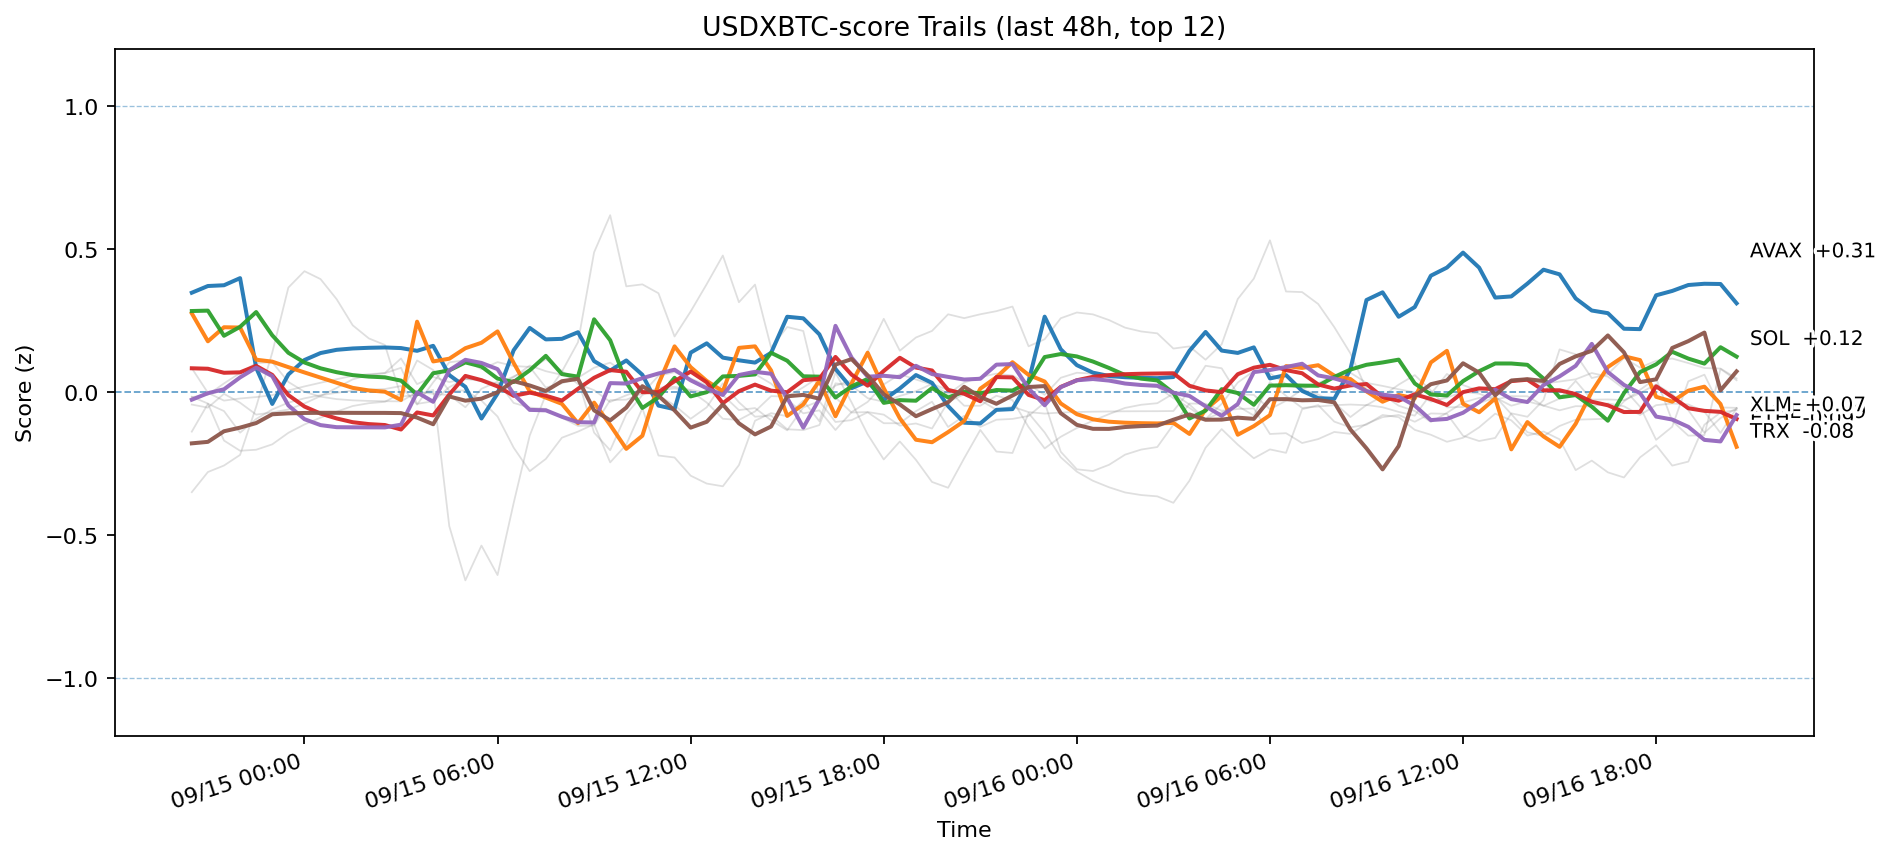 USDXBTC-score Trails (last 48h, top 12)
1.0
0.5
0.0
−0.5
−1.0
Score (z)
AVAX +0.31
SOL +0.12
XLM +0.07
TRX -0.08
09/15 00:00
09/15 06:00
09/15 12:00
09/15 18:00
09/16 00:00
09/16 06:00
09/16 12:00
09/16 18:00
Time